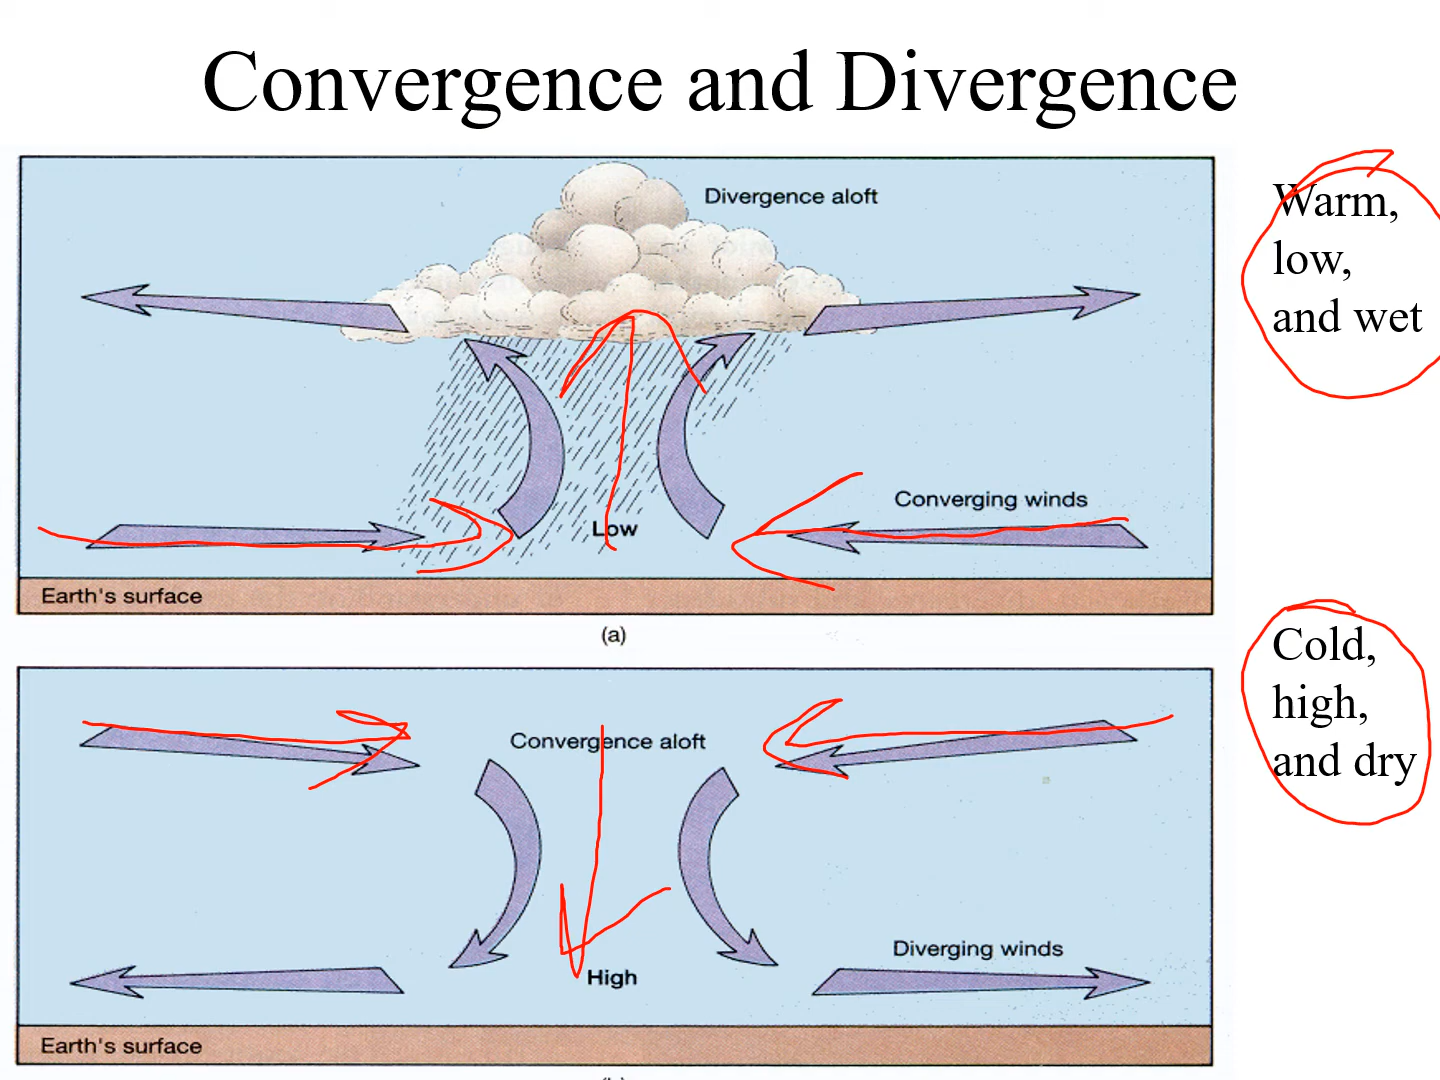 Convergence and Divergence
Divergence aloft
Converging winds
Low
Earth's surface
(a)
Warm,
low,
and wet
Convergence aloft
Diverging winds
High
Earth's surface
Cold,
high,
and dry